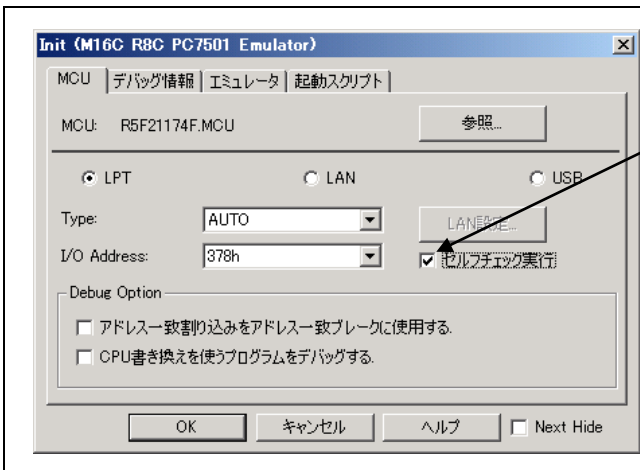 Init (M16C R8C PC7501 Emulator)
MCU デバッグ情報 エミュレータ 起動スクリプト
MCU: R5F21174F.MCU 参照...
LPT LAN USB
Type: AUTO LAN設定...
I/O Address: 378h セルフチェック実行
Debug Option
アドレス一致割り込みをアドレス一致ブレークに使用する.
CPU書き換えを使うプログラムをデバッグする.
OK キャンセル ヘルプ Next Hide